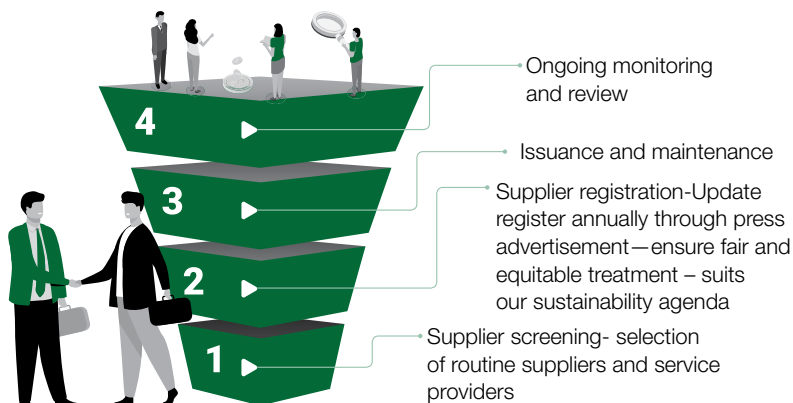 4
Ongoing monitoring
and review
3
Issuance and maintenance
2
Supplier registration-Update
register annually through press
advertisement—ensure fair and
equitable treatment – suits
our sustainability agenda
1
Supplier screening- selection
of routine suppliers and service
providers